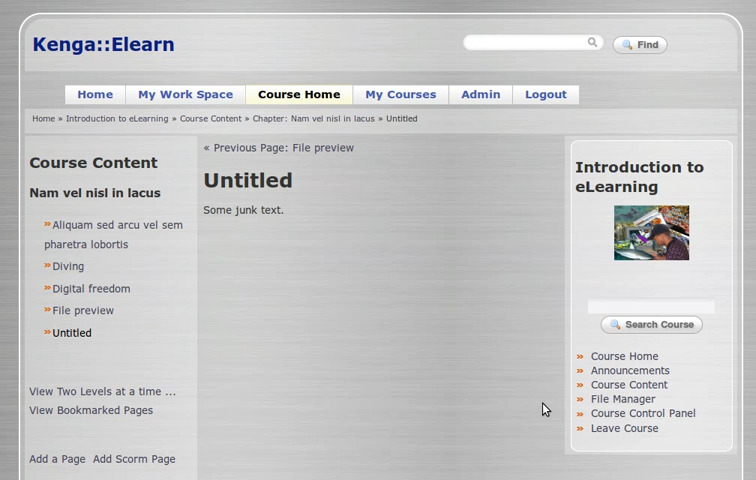 Kenga::Elearn
Find
Home
My Work Space
Course Home
My Courses
Admin
Logout
Home » Introduction to eLearning » Course Content » Chapter: Nam vel nisl in lacus » Untitled
Course Content
Nam vel nisl in lacus
» Aliquam sed arcu vel sem
pharetra lobortis
» Diving
» Digital freedom
» File preview
» Untitled
View Two Levels at a time ...
View Bookmarked Pages
Add a Page Add Scorm Page
« Previous Page: File preview
Untitled
Some junk text.
Introduction to
eLearning
Search Course
» Course Home
» Announcements
» Course Content
» File Manager
» Course Control Panel
» Leave Course